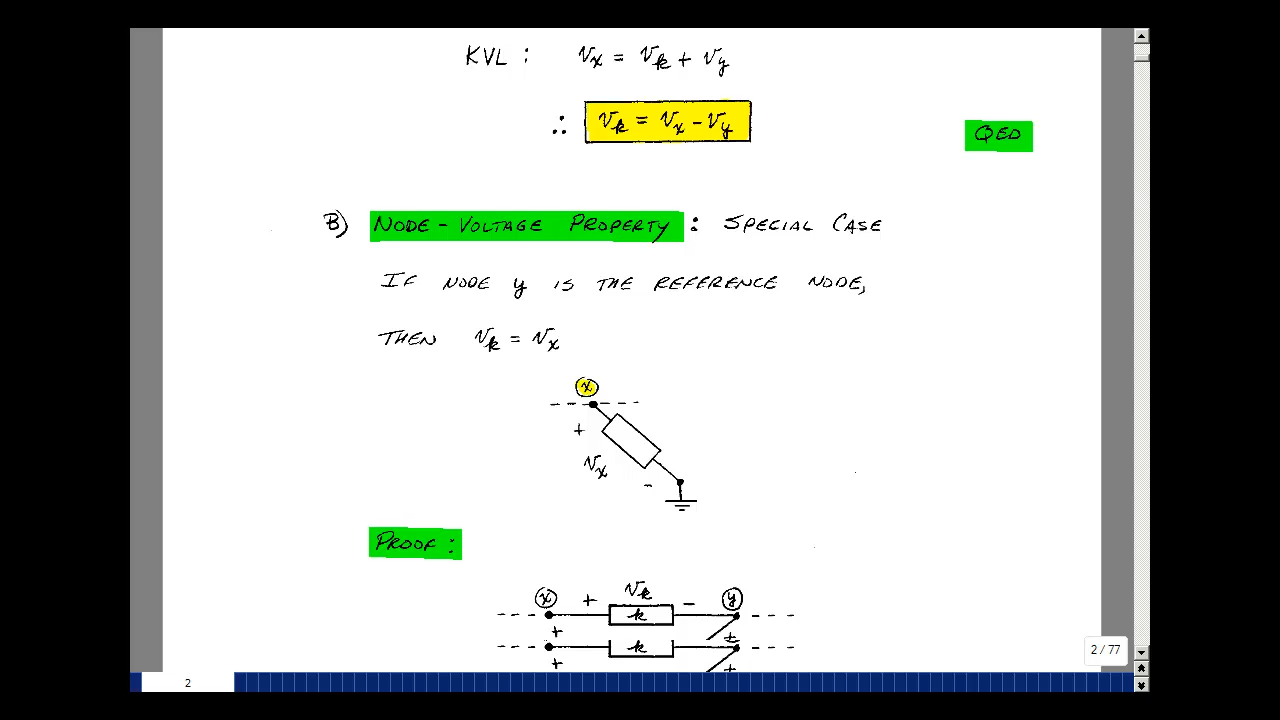 KVL : Vx = Vk + Vy
∴ Vk = Vx - Vy
QED
B) NODE - VOLTAGE PROPERTY : SPECIAL CASE
IF NODE y IS THE REFERENCE NODE,
THEN Vk = Vx
x
+
Vx
-
PROOF :
Vk
x + - y
k
+ ±
k
+ +
2 / 77
2